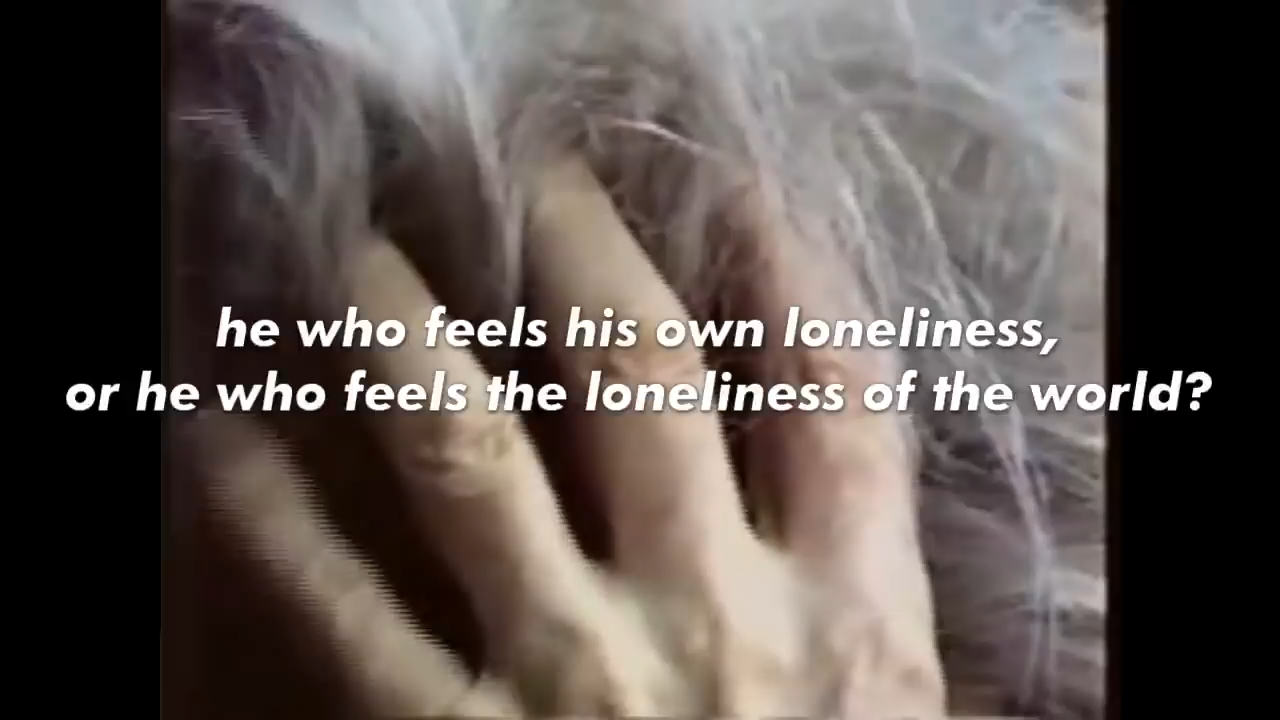 he who feels his own loneliness,
or he who feels the loneliness of the world?